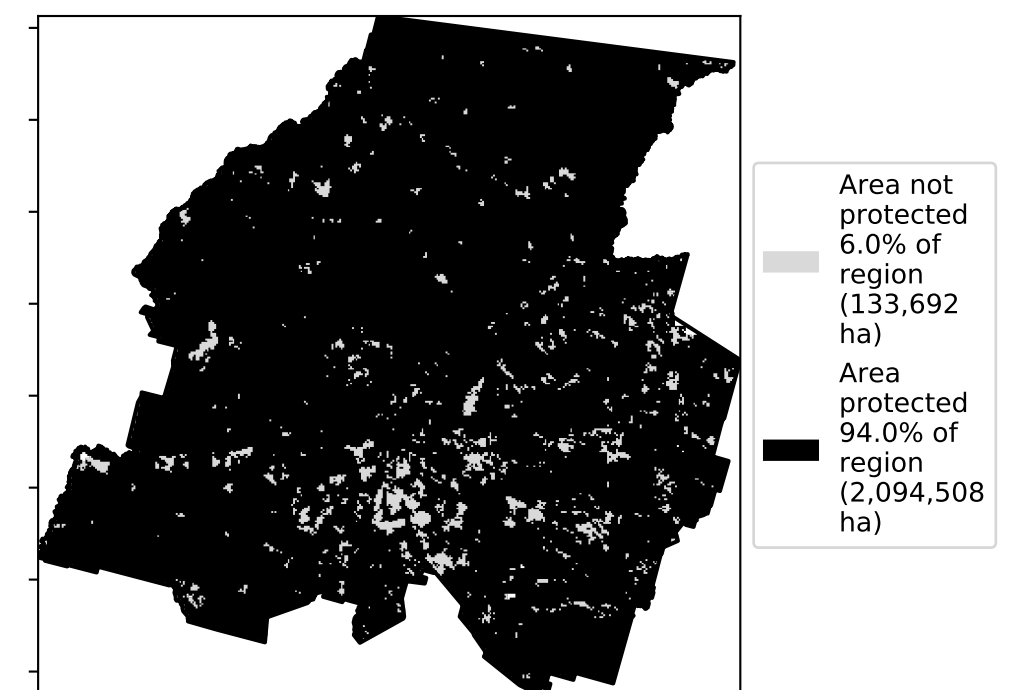 Area not
protected
6.0% of
region
(133,692
ha)
Area
protected
94.0% of
region
(2,094,508
ha)